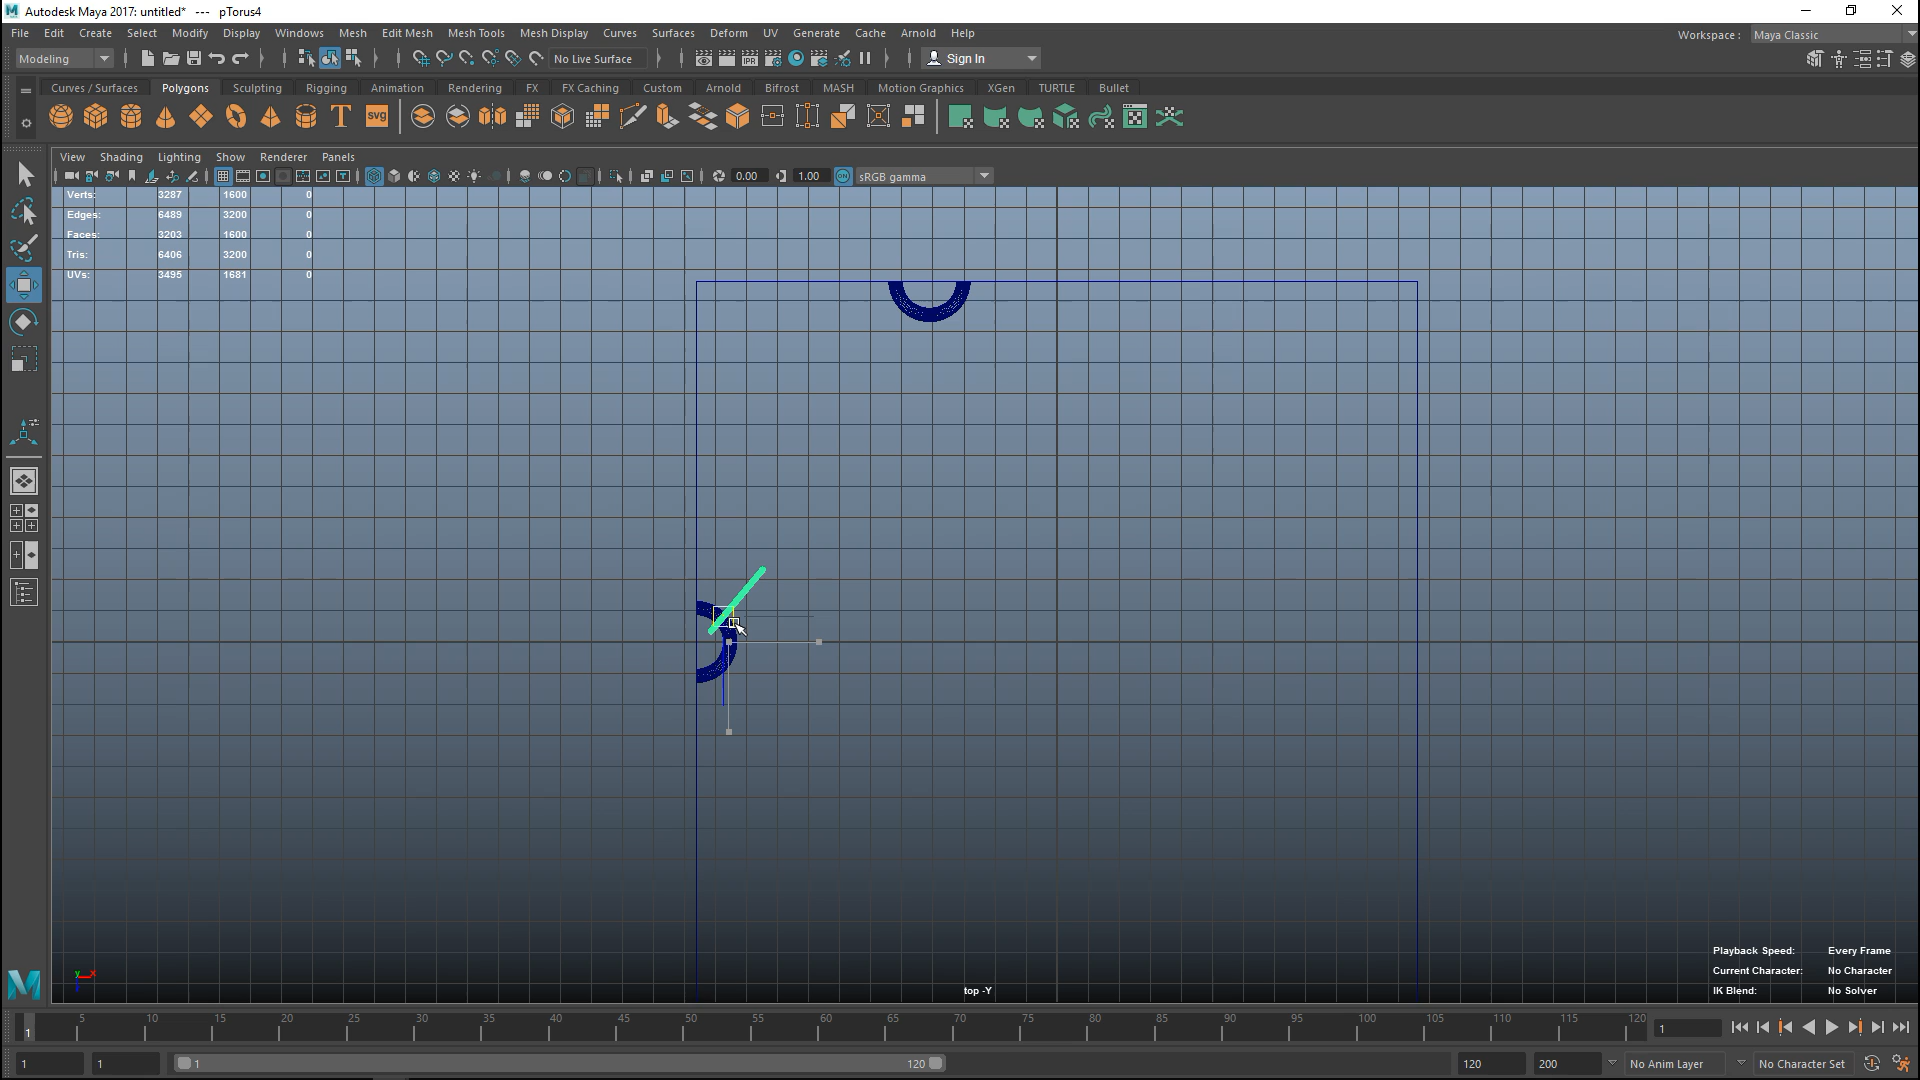 Autodesk Maya 2017: untitled* --- pTorus4
File Edit Create Select Modify Display Windows Mesh Edit Mesh Mesh Tools Mesh Display Curves Surfaces Deform UV Generate Cache Arnold Help
Workspace : Maya Classic
Modeling No Live Surface IPR Sign In
Curves / Surfaces Polygons Sculpting Rigging Animation Rendering FX FX Caching Custom Arnold Bifrost MASH Motion Graphics XGen TURTLE Bullet
T svg
View Shading Lighting Show Renderer Panels
0.00 1.00 ON sRGB gamma
Verts: 3287 1600 0
Edges: 6489 3200 0
Faces: 3203 1600 0
Tris: 6406 3200 0
UVs: 3495 1681 0
Playback Speed: Every Frame
Current Character: No Character
IK Blend: No Solver
y x
top -Y
M
1 5 10 15 20 25 30 35 40 45 50 55 60 65 70 75 80 85 90 95 100 105 110 115 120 1
1 1 1 120 120 200 No Anim Layer No Character Set